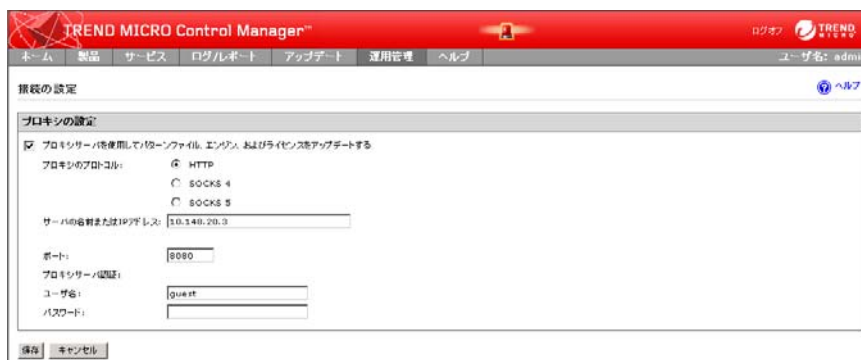 TREND MICRO Control Manager™
ログオフ TREND MICRO
ホーム 製品 サービス ログ/レポート アップデート 運用管理 ヘルプ ユーザ名: admi
接続の設定 ヘルプ
プロキシの設定
プロキシサーバを使用してパターンファイル、エンジン、およびライセンスをアップデートする
プロキシのプロトコル: HTTP
SOCKS 4
SOCKS 5
サーバの名前またはIPアドレス: 10.148.20.3
ポート: 8080
プロキシサーバ認証:
ユーザ名: guest
パスワード:
保存 キャンセル